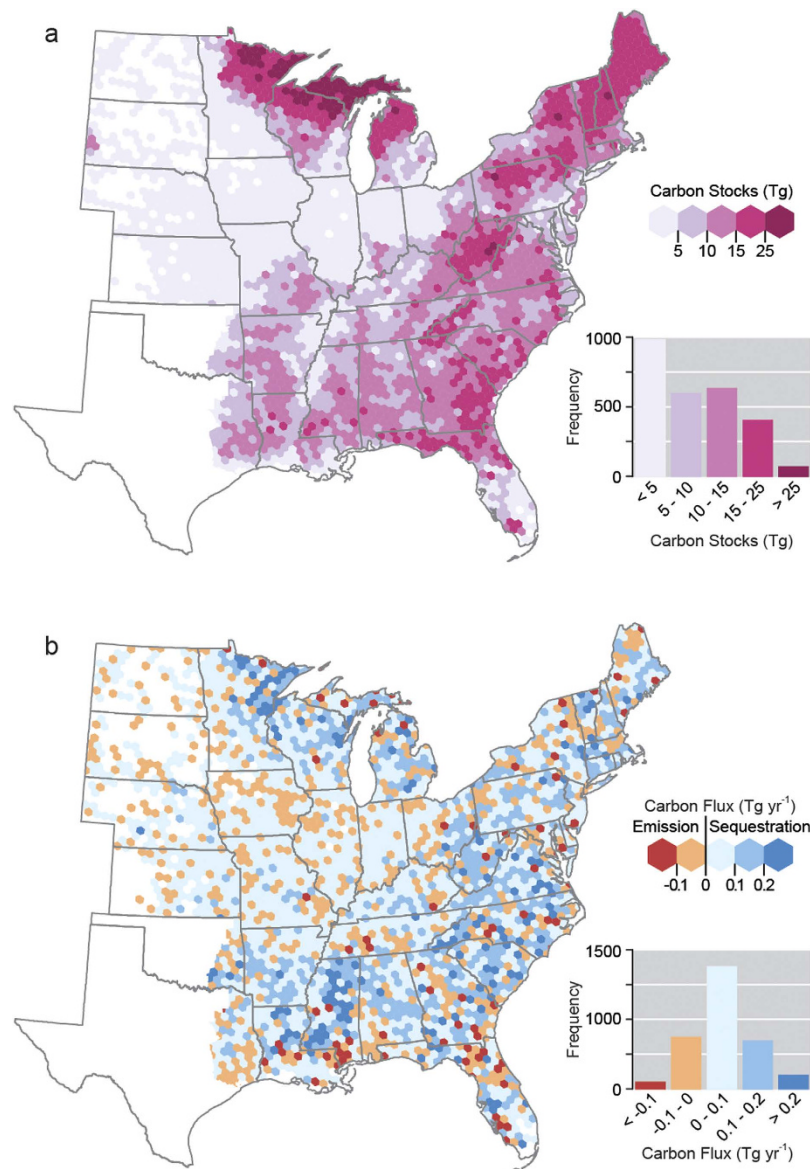 a
Carbon Stocks (Tg)
5 10 15 25
1000
500
0
Frequency
< 5
5 - 10
10 - 15
15 - 25
> 25
Carbon Stocks (Tg)
b
Carbon Flux (Tg yr⁻¹)
Emission Sequestration
-0.1 0 0.1 0.2
1500
1000
0
Frequency
< -0.1
-0.1 - 0
0 - 0.1
0.1 - 0.2
> 0.2
Carbon Flux (Tg yr⁻¹)